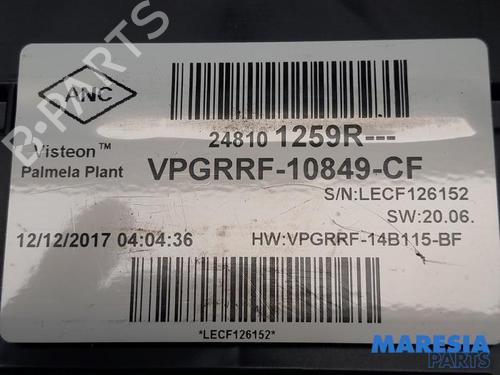 ANC
Visteon™
Palmela Plant
24810 1259R---
VPGRRF-10849-CF
S/N:LECF126152
SW:20.06.
12/12/2017 04:04:36
HW:VPGRRF-14B115-BF
*LECF126152*
B-PARTS
MARESIA
PARTS